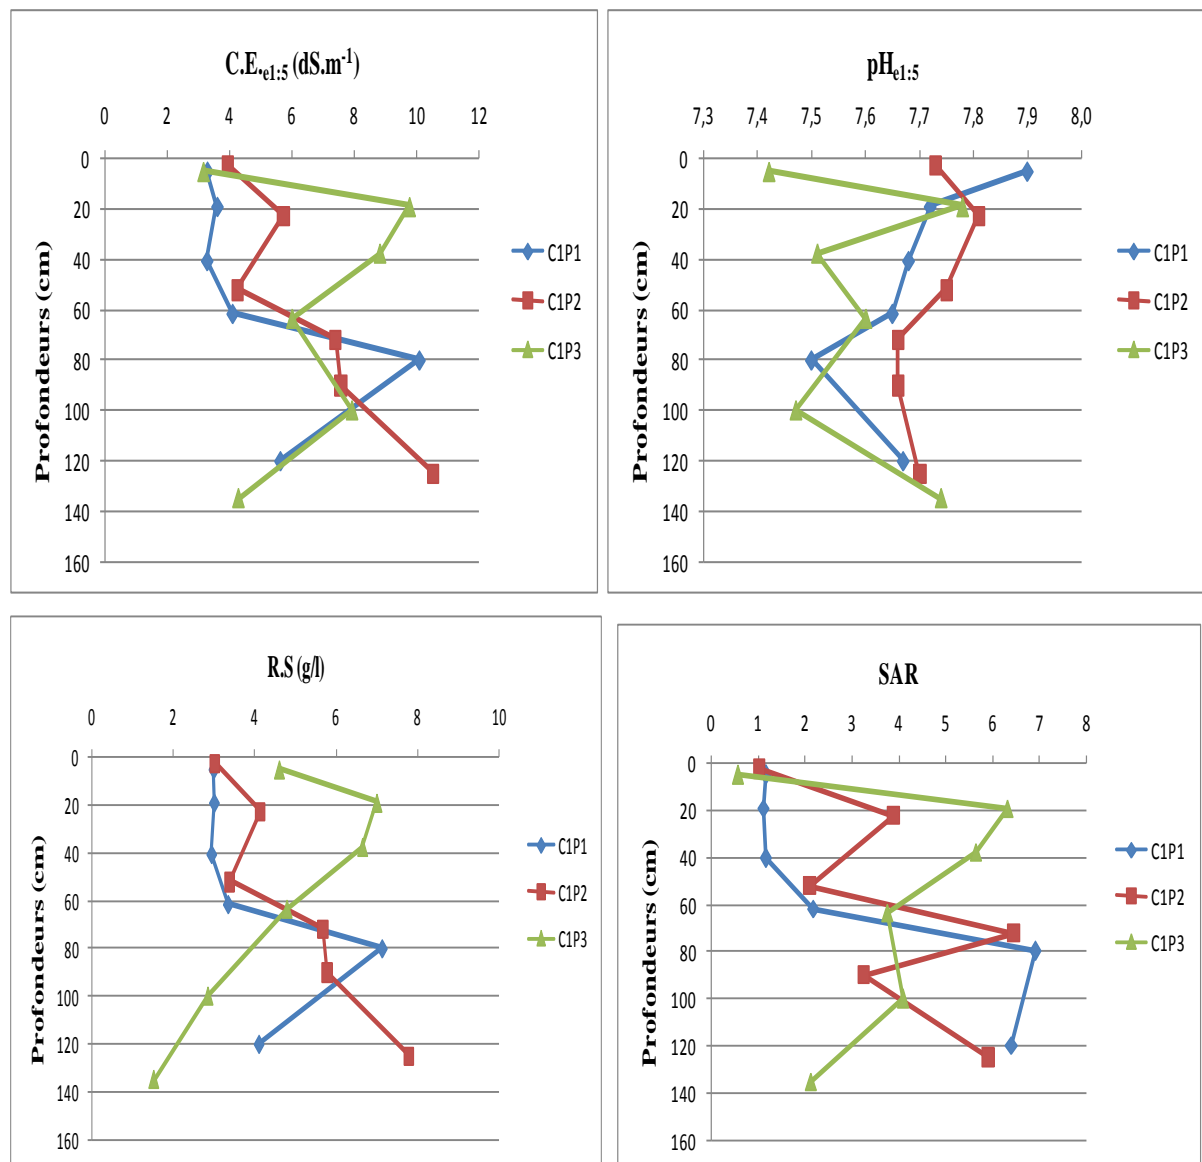 C.E.e1:5 (dS.m-1)
0 2 4 6 8 10 12
0
20
40
60
80
100
120
140
160
Profondeurs (cm)
C1P1
C1P2
C1P3
pHe1:5
7,3 7,4 7,5 7,6 7,7 7,8 7,9 8,0
0
20
40
60
80
100
120
140
160
Profondeurs (cm)
C1P1
C1P2
C1P3
R.S (g/l)
0 2 4 6 8 10
0
20
40
60
80
100
120
140
160
Profondeurs (cm)
C1P1
C1P2
C1P3
SAR
0 1 2 3 4 5 6 7 8
0
20
40
60
80
100
120
140
160
Profondeurs (cm)
C1P1
C1P2
C1P3